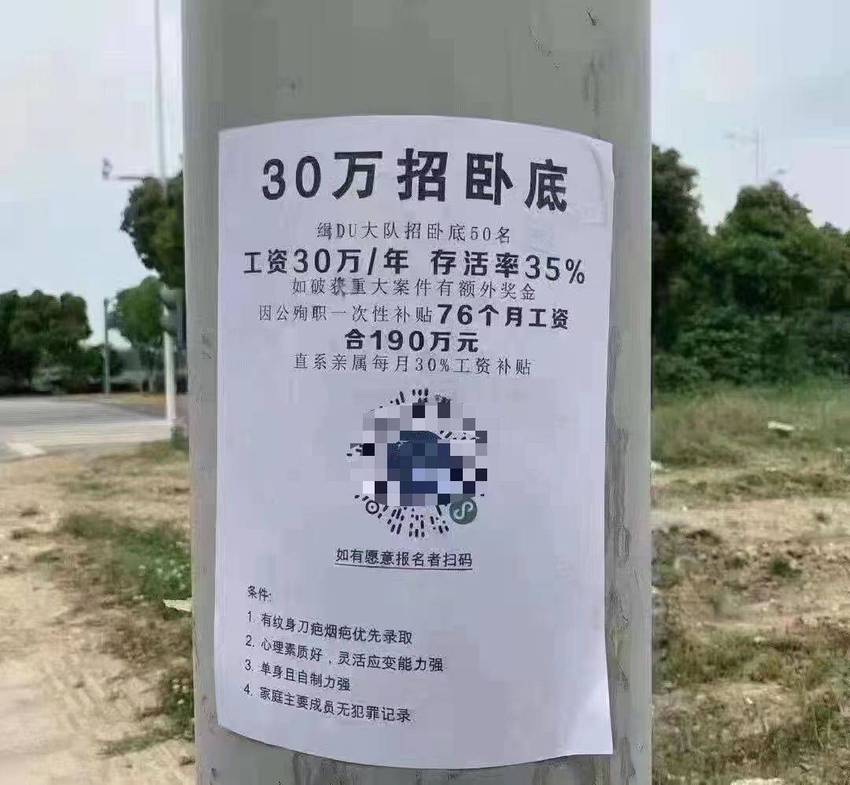 30万招卧底
缉DU大队招卧底50名
工资30万/年 存活率35%
如破获重大案件有额外奖金
因公殉职一次性补贴76个月工资
合190万元
直系亲属每月30%工资补贴
如有愿意报名者扫码
条件:
1. 有纹身刀疤烟疤优先录取
2. 心理素质好，灵活应变能力强
3. 单身且自制力强
4. 家庭主要成员无犯罪记录